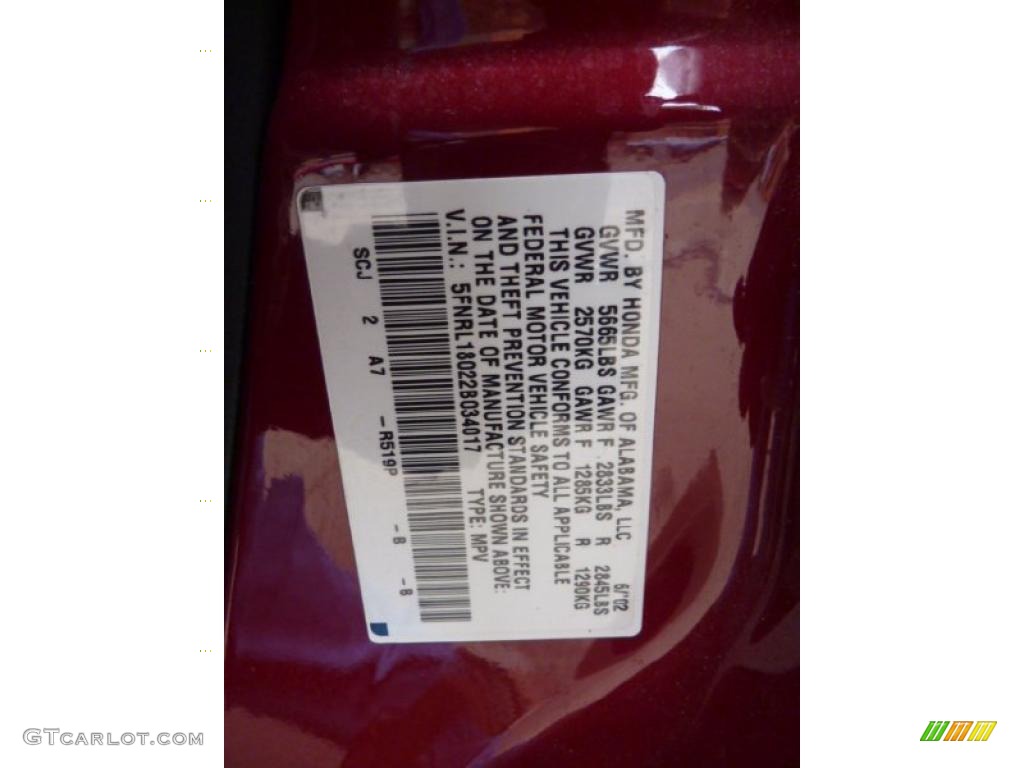 MFD. BY HONDA MFG. OF ALABAMA, LLC 6/'02
GVWR 5665LBS GAWR F 2833LBS R 2845LBS
GVWR 2570KG GAWR F 1285KG R 1290KG
THIS VEHICLE CONFORMS TO ALL APPLICABLE
FEDERAL MOTOR VEHICLE SAFETY
AND THEFT PREVENTION STANDARDS IN EFFECT
ON THE DATE OF MANUFACTURE SHOWN ABOVE:
V.I.N.: 5FNRL18022B034017 TYPE: MPV
SCJ 2 A7 -R519P -B -B
GTCARLOT.COM